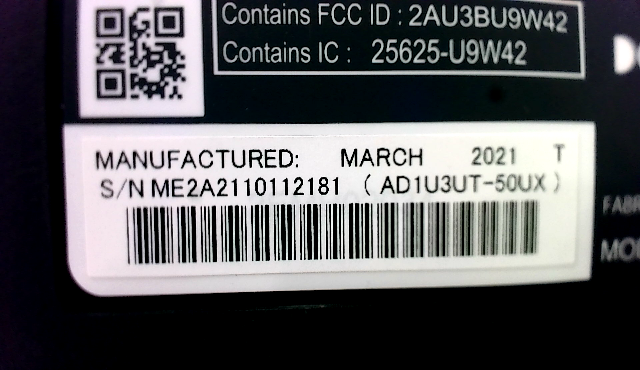 Contains FCC ID : 2AU3BU9W42
Contains IC : 25625-U9W42
MANUFACTURED: MARCH 2021 T
S/N ME2A2110112181 ( AD1U3UT-50UX )